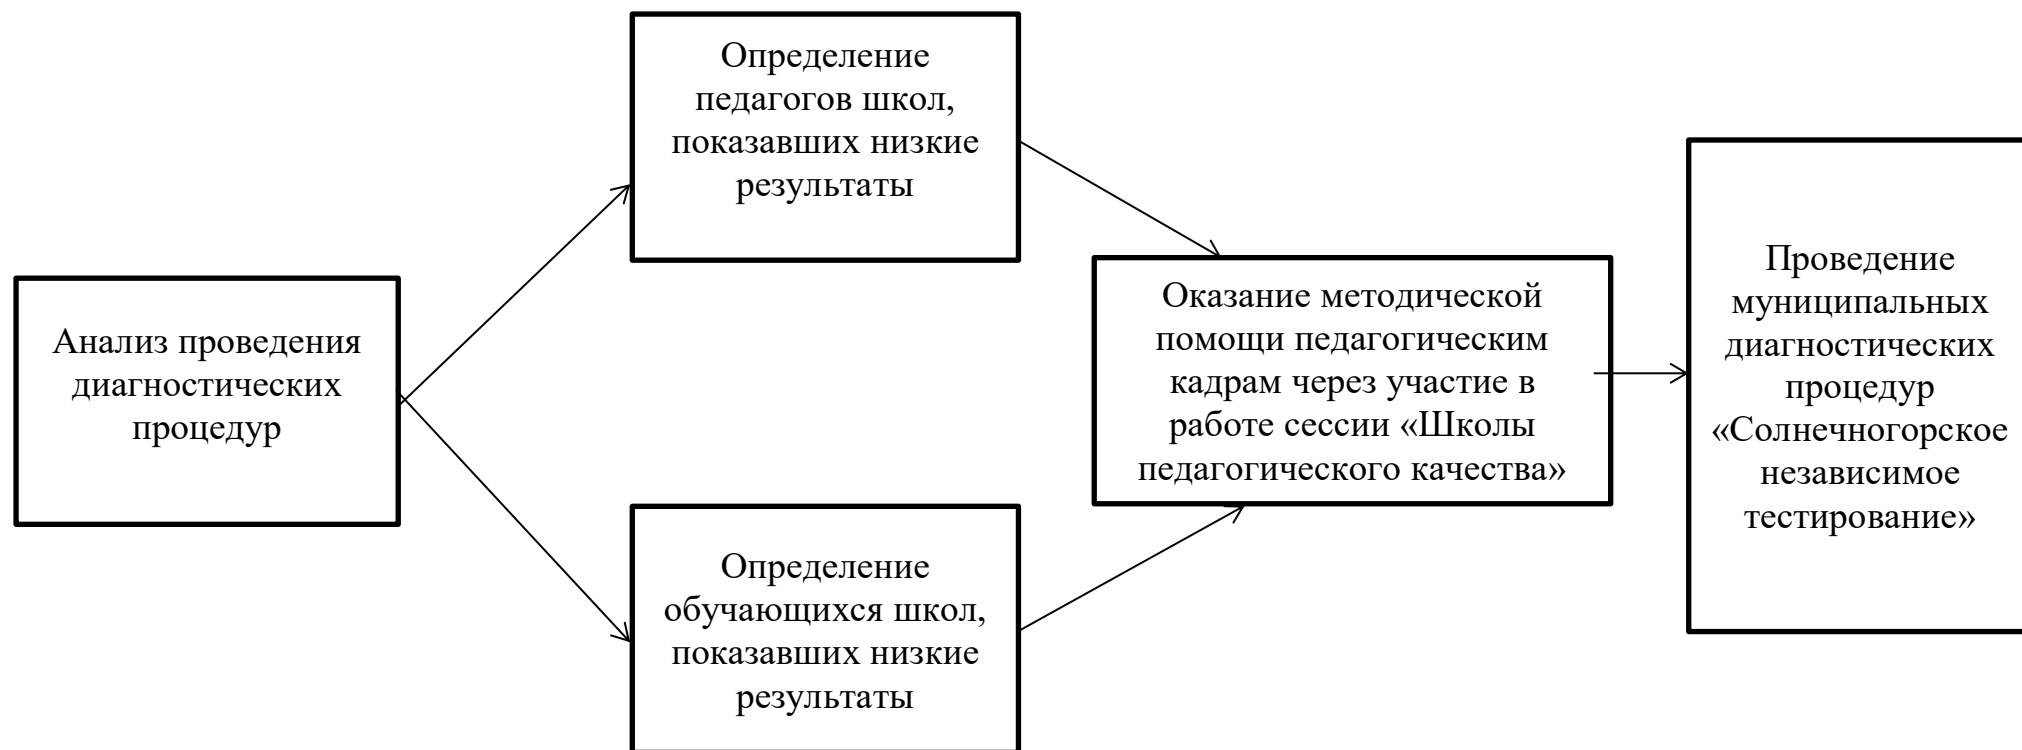 Анализ проведения
диагностических
процедур
Определение
педагогов школ,
показавших низкие
результаты
Определение
обучающихся школ,
показавших низкие
результаты
Оказание методической
помощи педагогическим
кадрам через участие в
работе сессии «Школы
педагогического качества»
Проведение
муниципальных
диагностических
процедур
«Солнечногорское
независимое
тестирование»